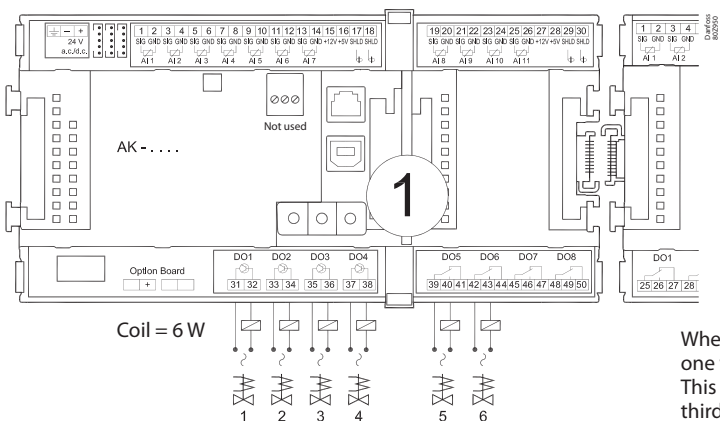 1 2 3 4 5 6 7 8 9 10 11 12 13 14 15 16 17 18
SIG GND SIG GND SIG GND SIG GND SIG GND SIG GND SIG GND +12V +5V SHLD SHLD
AI 1 AI 2 AI 3 AI 4 AI 5 AI 6 AI 7
- +
24 V
a.c./d.c.
19 20 21 22 23 24 25 26 27 28 29 30
SIG GND SIG GND SIG GND SIG GND +12V +5V SHLD SHLD
AI 8 AI 9 AI 10 AI 11
1 2 3 4
SIG GND SIG GND
AI 1 AI 2
Danfoss
80Z950
Not used
AK - . . . .
1
Option Board
+
DO1 DO2 DO3 DO4
31 32 33 34 35 36 37 38
DO5 DO6 DO7 DO8
39 40 41 42 43 44 45 46 47 48 49 50
DO1
25 26 27 28
Coil = 6 W
1 2 3 4 5 6
Whe
one
This
third